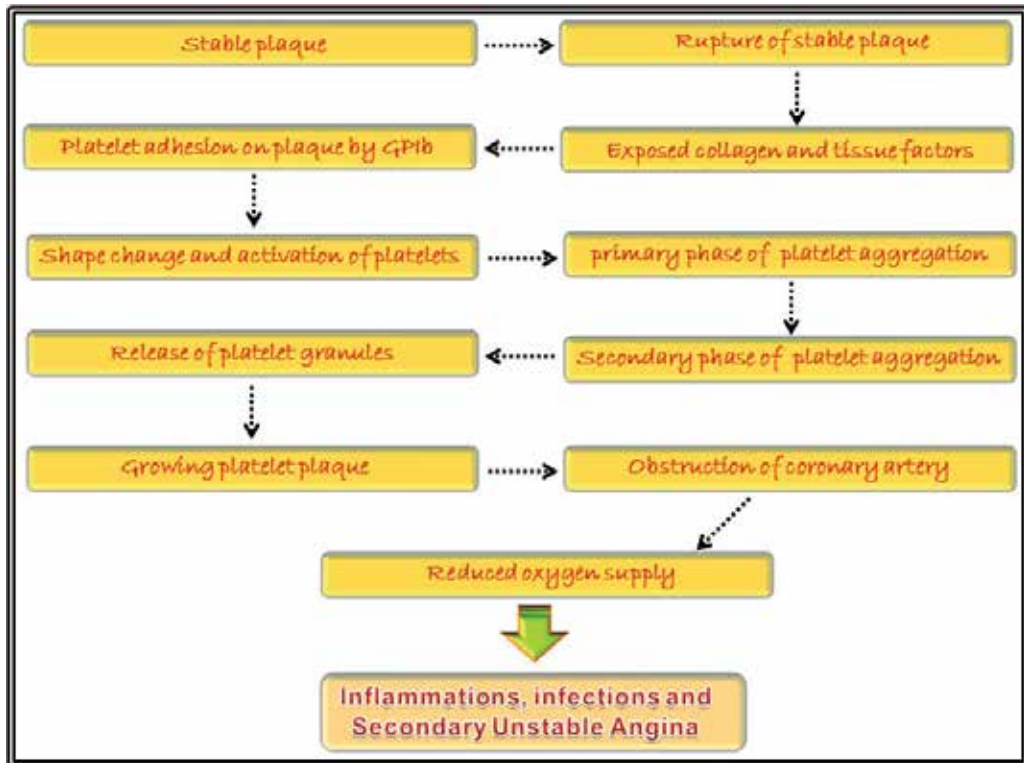 Stable plaque
Rupture of stable plaque
Exposed collagen and tissue factors
Platelet adhesion on plaque by GPIb
Shape change and activation of platelets
primary phase of platelet aggregation
Secondary phase of platelet aggregation
Release of platelet granules
Growing platelet plaque
Obstruction of coronary artery
Reduced oxygen supply
Inflammations, infections and
Secondary Unstable Angina